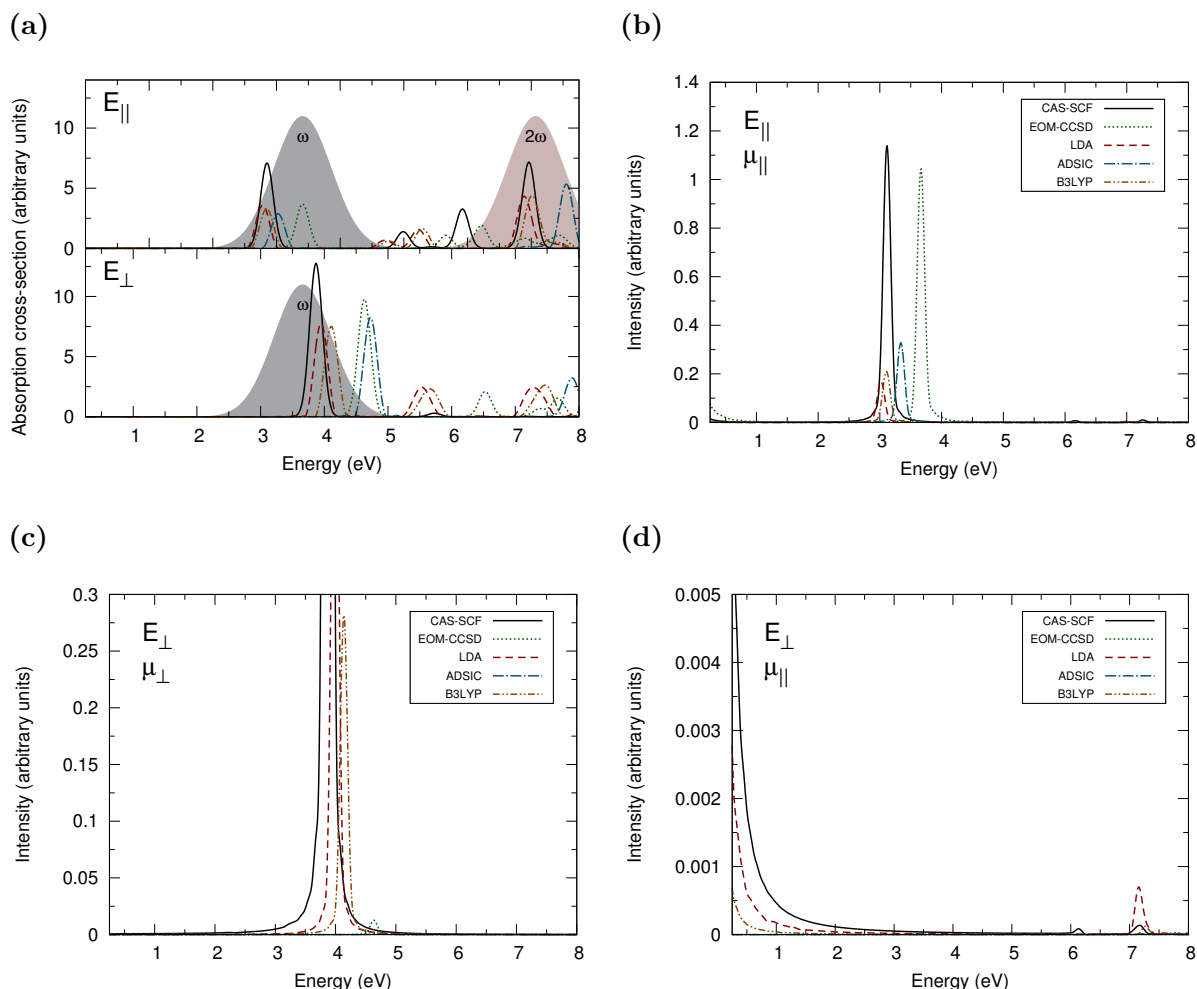 (a)
E||
ω
2ω
10
5
0
E⊥
ω
10
5
0
1 2 3 4 5 6 7 8
Energy (eV)
Absorption cross-section (arbitrary units)
(b)
E||
μ||
CAS-SCF
EOM-CCSD
LDA
ADSIC
B3LYP
1.4
1.2
1
0.8
0.6
0.4
0.2
0
1 2 3 4 5 6 7 8
Energy (eV)
Intensity (arbitrary units)
(c)
E⊥
μ⊥
CAS-SCF
EOM-CCSD
LDA
ADSIC
B3LYP
0.3
0.25
0.2
0.15
0.1
0.05
0
1 2 3 4 5 6 7 8
Energy (eV)
Intensity (arbitrary units)
(d)
E⊥
μ||
CAS-SCF
EOM-CCSD
LDA
ADSIC
B3LYP
0.005
0.004
0.003
0.002
0.001
0
1 2 3 4 5 6 7 8
Energy (eV)
Intensity (arbitrary units)